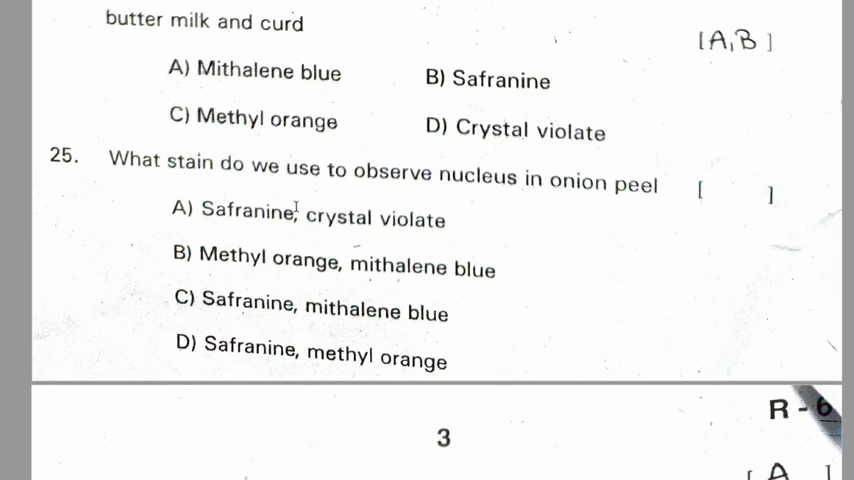 butter milk and curd [A,B]
A) Mithalene blue B) Safranine
C) Methyl orange D) Crystal violate
25. What stain do we use to observe nucleus in onion peel [ ]
A) Safranine, crystal violate
B) Methyl orange, mithalene blue
C) Safranine, mithalene blue
D) Safranine, methyl orange
R - 6
3
[ A ]